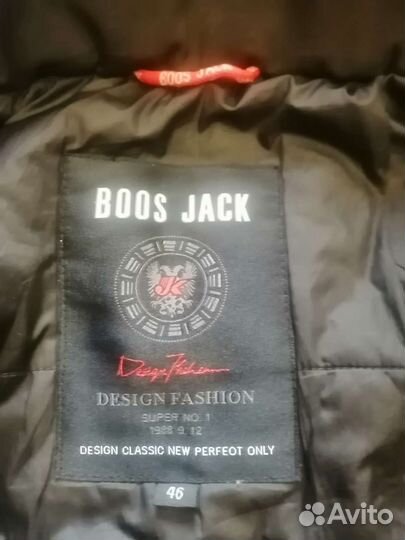 BOOS JACK
BOOS JACK
JK
Design Fashion
DESIGN FASHION
SUPER NO. 1
1988 9. 12
DESIGN CLASSIC NEW PERFEOT ONLY
46
Avito